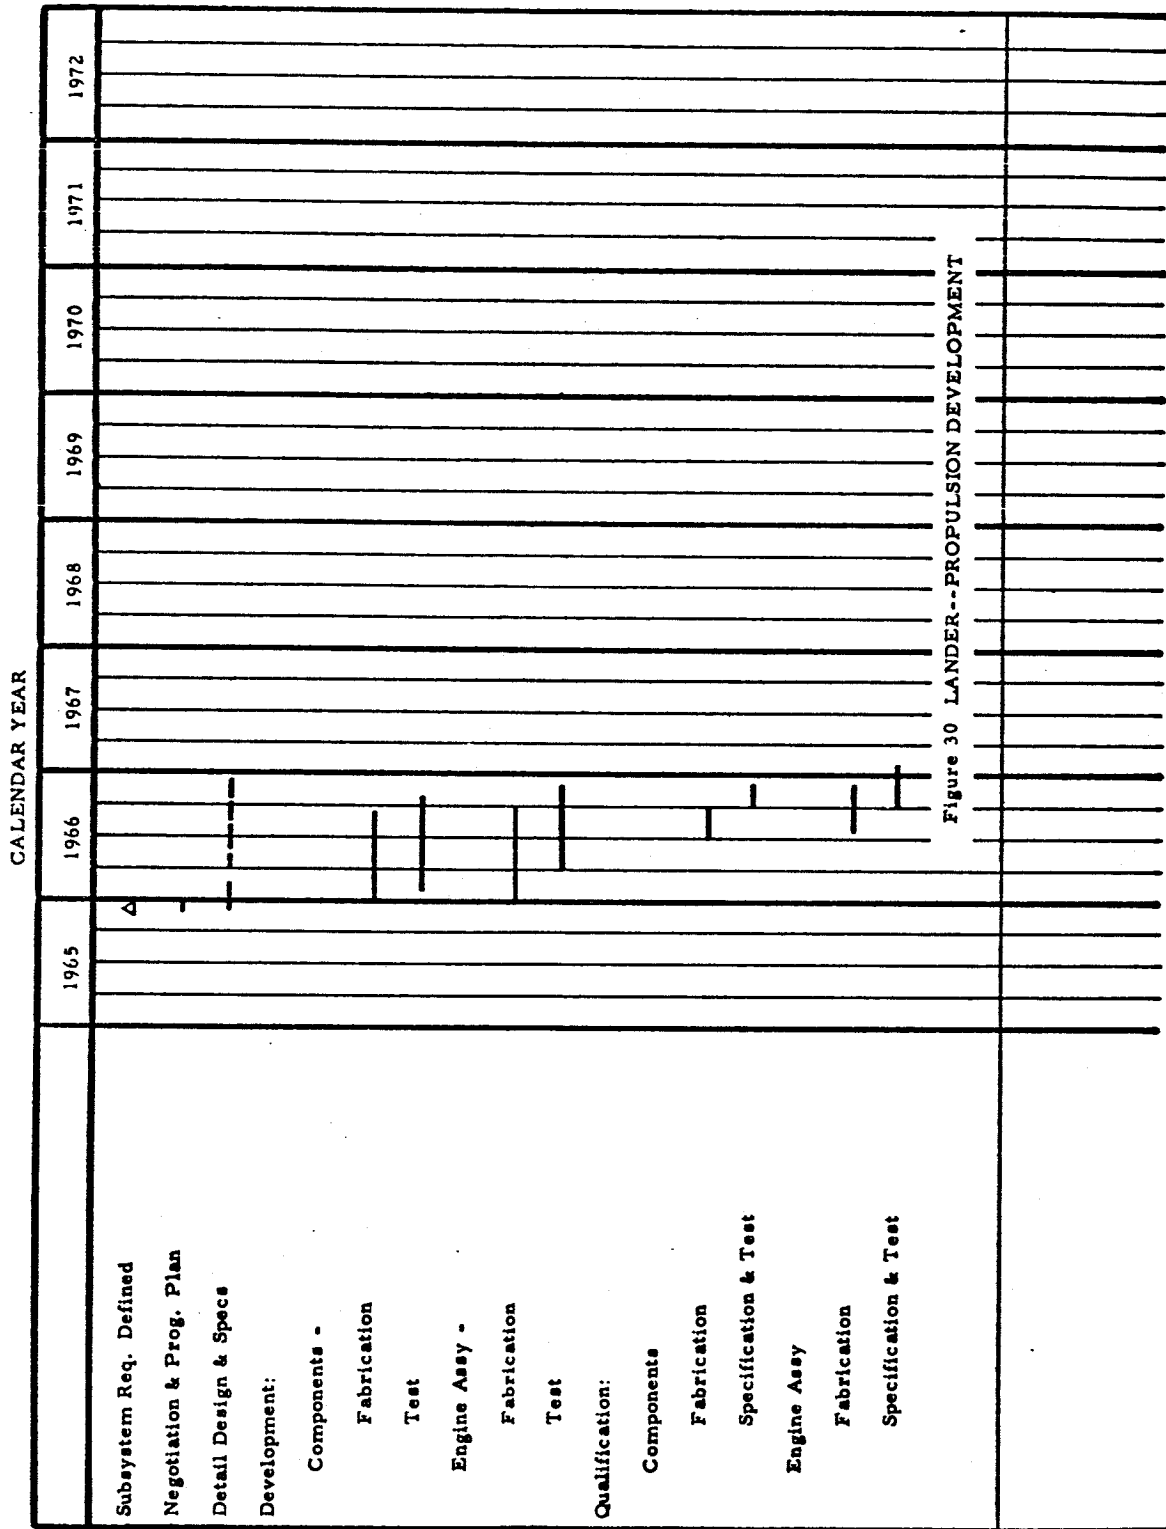 CALENDAR YEAR
1965 1966 1967 1968 1969 1970 1971 1972
Subsystem Req. Defined
Negotiation & Prog. Plan
Detail Design & Specs
Development:
Components -
Fabrication
Test
Engine Assy -
Fabrication
Test
Qualification:
Components
Fabrication
Specification & Test
Engine Assy
Fabrication
Specification & Test
Figure 30 LANDER--PROPULSION DEVELOPMENT